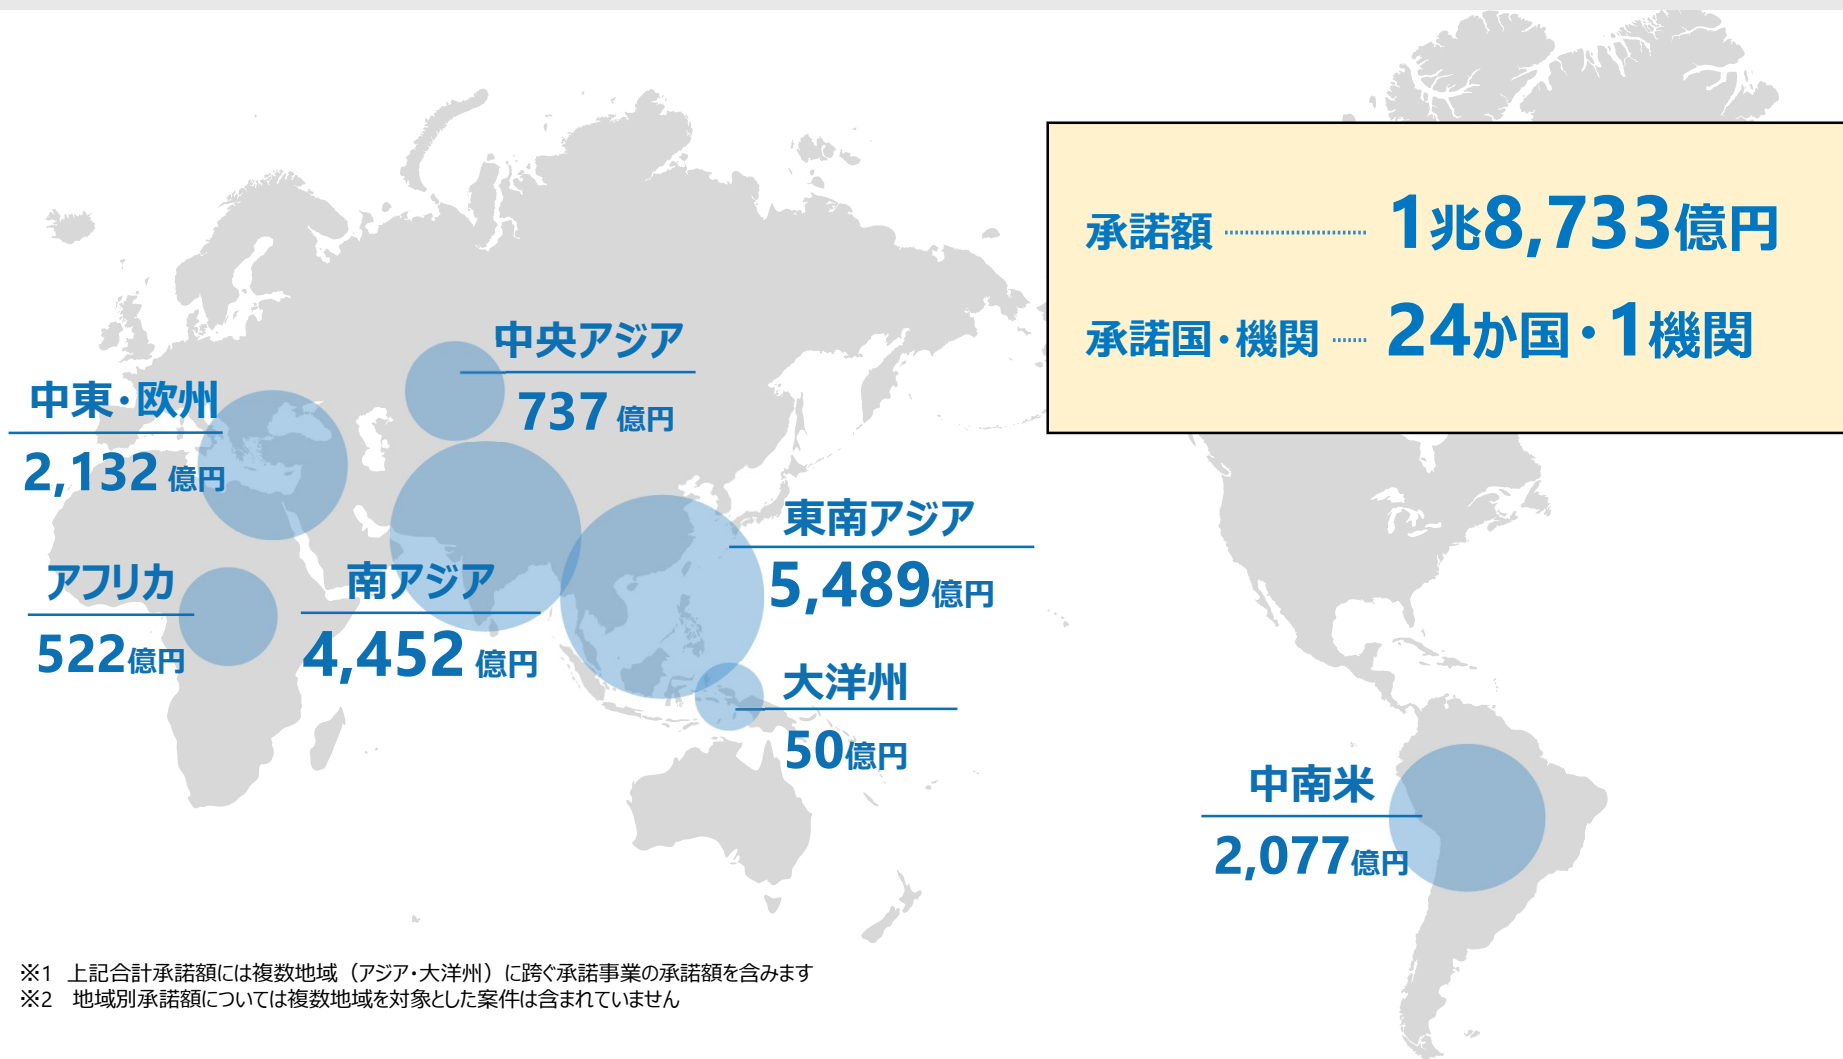 承諾額 1兆8,733億円
承諾国・機関 24か国・1機関
中央アジア
737億円
中東・欧州
2,132億円
東南アジア
5,489億円
アフリカ
522億円
南アジア
4,452億円
大洋州
50億円
中南米
2,077億円
※1 上記合計承諾額には複数地域（アジア・大洋州）に跨ぐ承諾事業の承諾額を含みます
※2 地域別承諾額については複数地域を対象とした案件は含まれていません